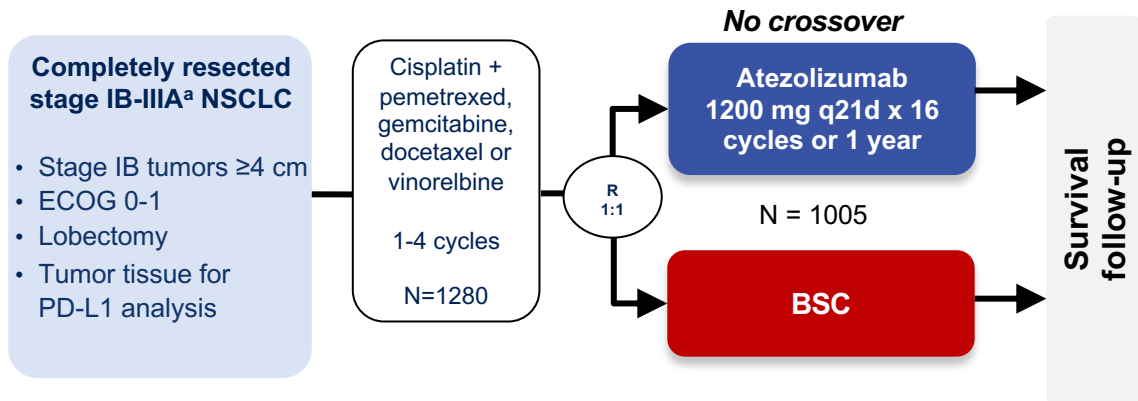 Completely resected
stage IB-IIIAᵃ NSCLC
• Stage IB tumors ≥4 cm
• ECOG 0-1
• Lobectomy
• Tumor tissue for
PD-L1 analysis
Cisplatin +
pemetrexed,
gemcitabine,
docetaxel or
vinorelbine
1-4 cycles
N=1280
R
1:1
No crossover
Atezolizumab
1200 mg q21d x 16
cycles or 1 year
N = 1005
BSC
Survival
follow-up